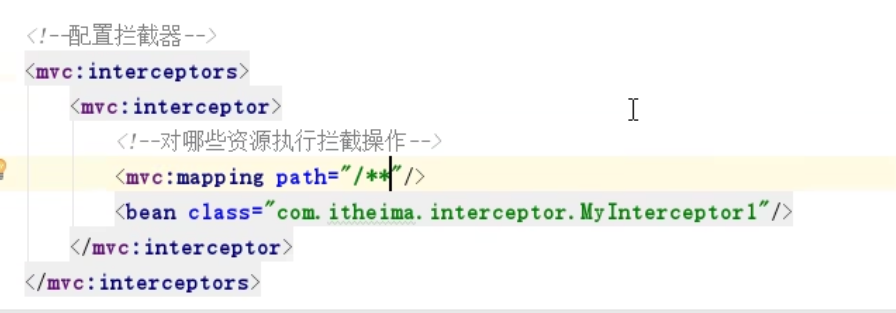 <!--配置拦截器-->
<mvc:interceptors>
<mvc:interceptor>
<!--对哪些资源执行拦截操作-->
<mvc:mapping path="/**"/>
<bean class="com.itheima.interceptor.MyInterceptor1"/>
</mvc:interceptor>
</mvc:interceptors>